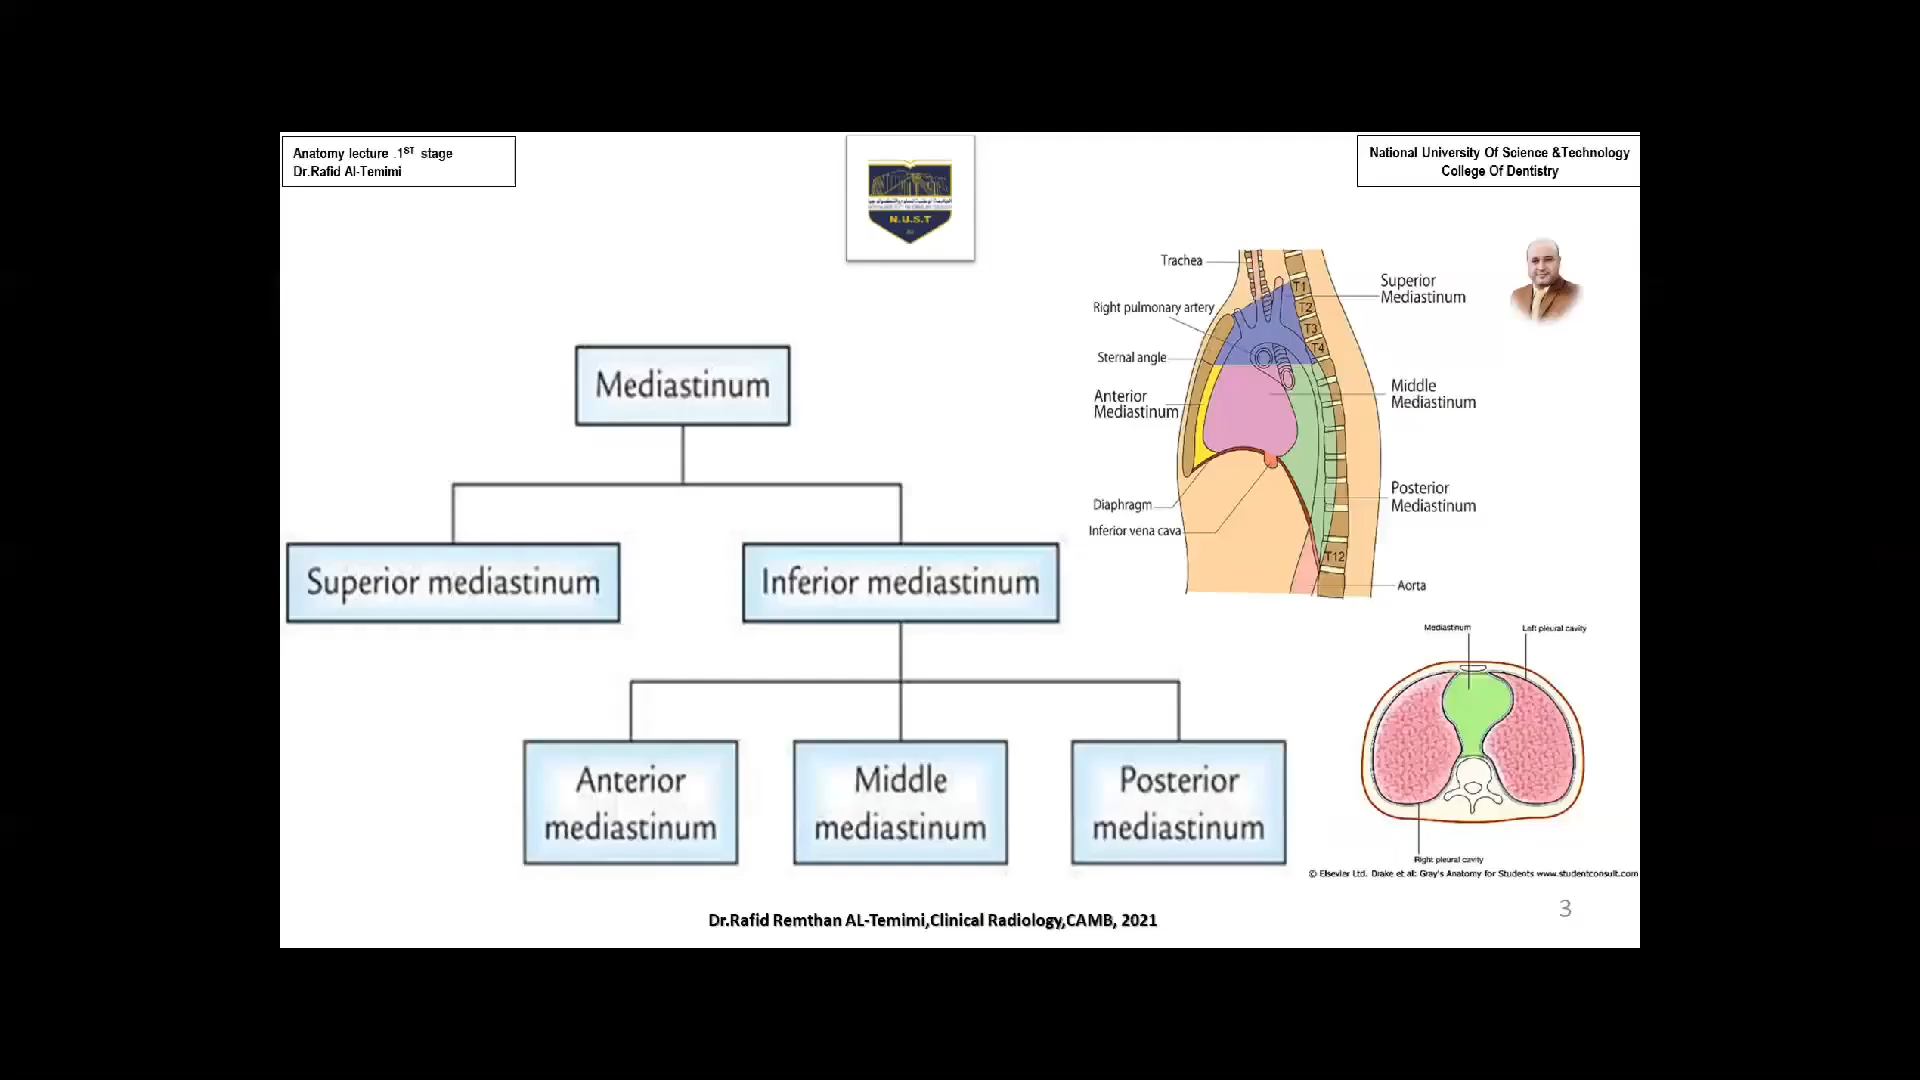 Anatomy lecture .1ST stage
Dr.Rafid Al-Temimi
N.U.S.T
National University Of Science &Technology
College Of Dentistry
Mediastinum
Superior mediastinum
Inferior mediastinum
Anterior
mediastinum
Middle
mediastinum
Posterior
mediastinum
Trachea
Right pulmonary artery
Sternal angle
Anterior
Mediastinum
Diaphragm
Inferior vena cava
T1
T2
T3
T4
T12
Superior
Mediastinum
Middle
Mediastinum
Posterior
Mediastinum
Aorta
Mediastinum
Left pleural cavity
Right pleural cavity
© Elsevier Ltd. Drake et al: Gray's Anatomy for Students www.studentconsult.com
Dr.Rafid Remthan AL-Temimi,Clinical Radiology,CAMB, 2021
3